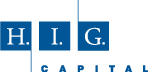 H. I. G.
CAPITAL